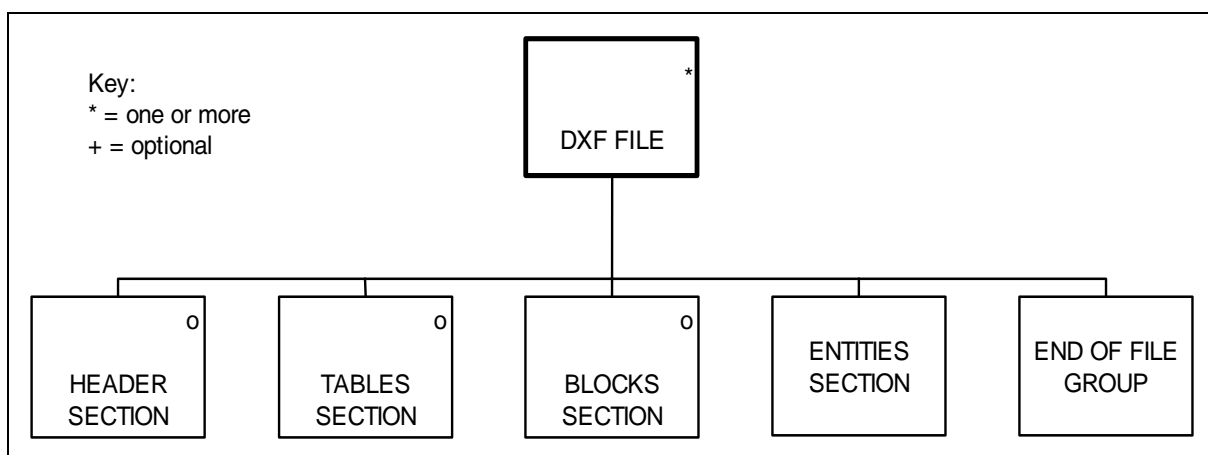 Key:
* = one or more
+ = optional
*
DXF FILE
o
HEADER
SECTION
o
TABLES
SECTION
o
BLOCKS
SECTION
ENTITIES
SECTION
END OF FILE
GROUP